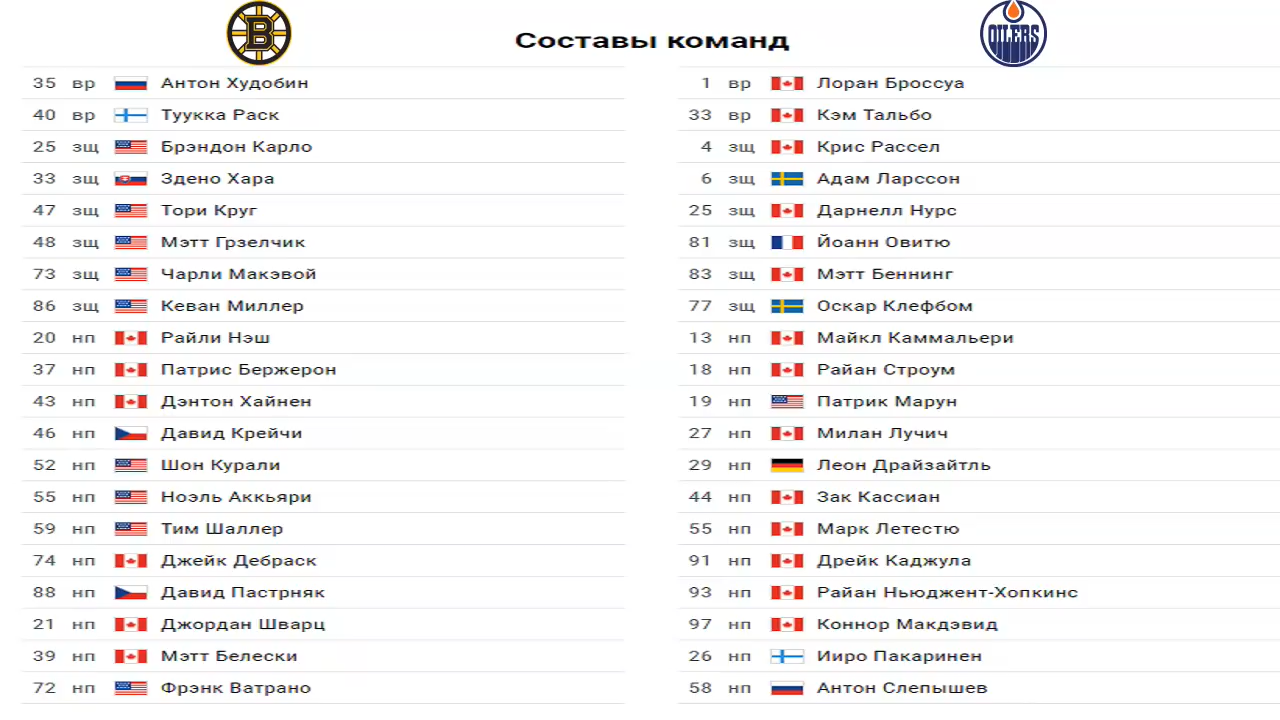 B
OILERS
Составы команд
35 вр Антон Худобин
40 вр Туукка Раск
25 зщ Брэндон Карло
33 зщ Здено Хара
47 зщ Тори Круг
48 зщ Мэтт Грзелчик
73 зщ Чарли Макэвой
86 зщ Кеван Миллер
20 нп Райли Нэш
37 нп Патрис Бержерон
43 нп Дэнтон Хайнен
46 нп Давид Крейчи
52 нп Шон Курали
55 нп Ноэль Аккьяри
59 нп Тим Шаллер
74 нп Джейк Дебраск
88 нп Давид Пастрняк
21 нп Джордан Шварц
39 нп Мэтт Белески
72 нп Фрэнк Ватрано
1 вр Лоран Броссуа
33 вр Кэм Тальбо
4 зщ Крис Рассел
6 зщ Адам Ларссон
25 зщ Дарнелл Нурс
81 зщ Йоанн Овитю
83 зщ Мэтт Беннинг
77 зщ Оскар Клефбом
13 нп Майкл Каммальери
18 нп Райан Строум
19 нп Патрик Марун
27 нп Милан Лучич
29 нп Леон Драйзайтль
44 нп Зак Кассиан
55 нп Марк Летестю
91 нп Дрейк Каджула
93 нп Райан Ньюджент-Хопкинс
97 нп Коннор Макдэвид
26 нп Ииро Пакаринен
58 нп Антон Слепышев